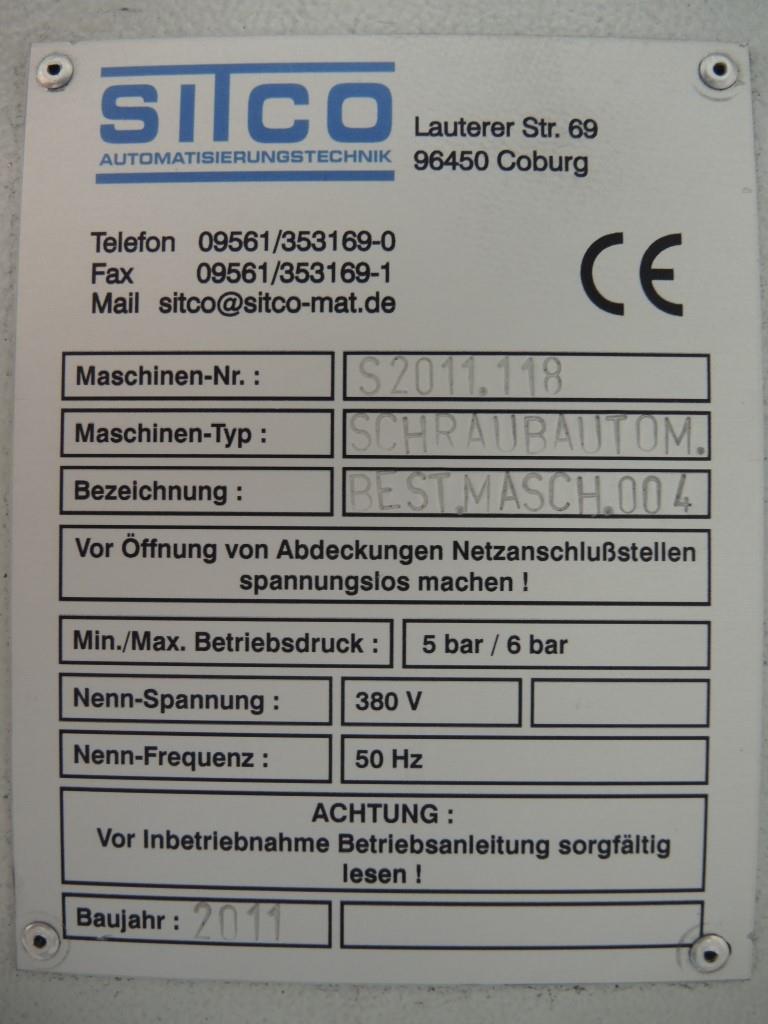 SITCO
AUTOMATISIERUNGSTECHNIK
Lauterer Str. 69
96450 Coburg
Telefon 09561/353169-0
Fax 09561/353169-1
Mail sitco@sitco-mat.de
CE
Maschinen-Nr. : S2011.118
Maschinen-Typ : SCHRAUBAUTOM.
Bezeichnung : BEST.MASCH.004
Vor Öffnung von Abdeckungen Netzanschlußstellen
spannungslos machen !
Min./Max. Betriebsdruck : 5 bar / 6 bar
Nenn-Spannung : 380 V
Nenn-Frequenz : 50 Hz
ACHTUNG :
Vor Inbetriebnahme Betriebsanleitung sorgfältig
lesen !
Baujahr : 2011